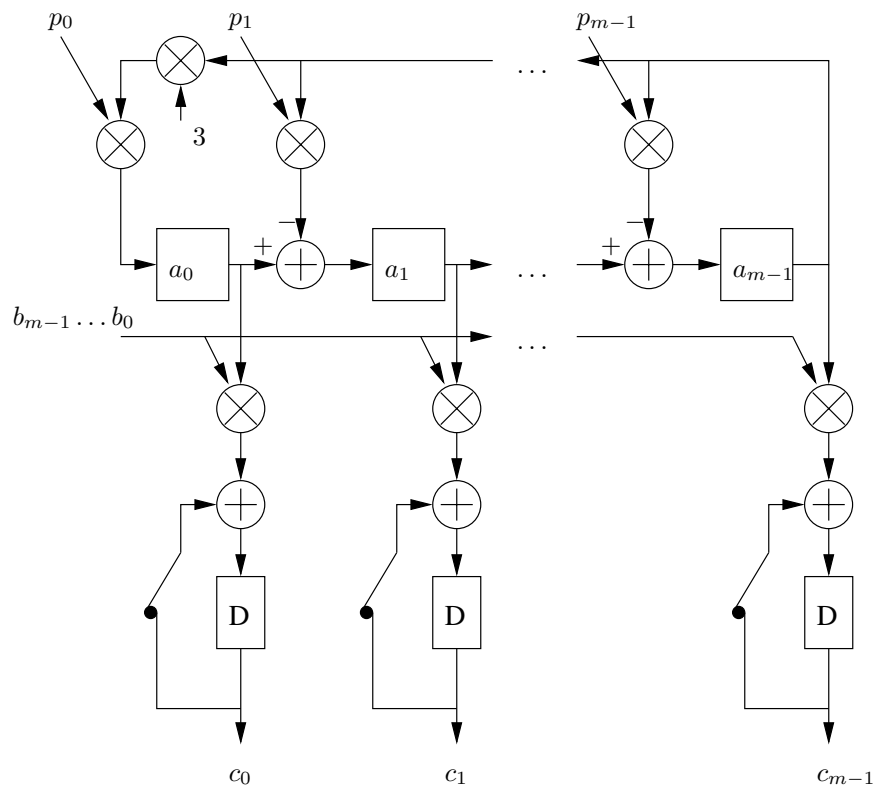 p₀ p₁ pₘ₋₁
...
3
− −
+ +
a₀ a₁ ... aₘ₋₁
bₘ₋₁ ... b₀
...
D D D
c₀ c₁ cₘ₋₁